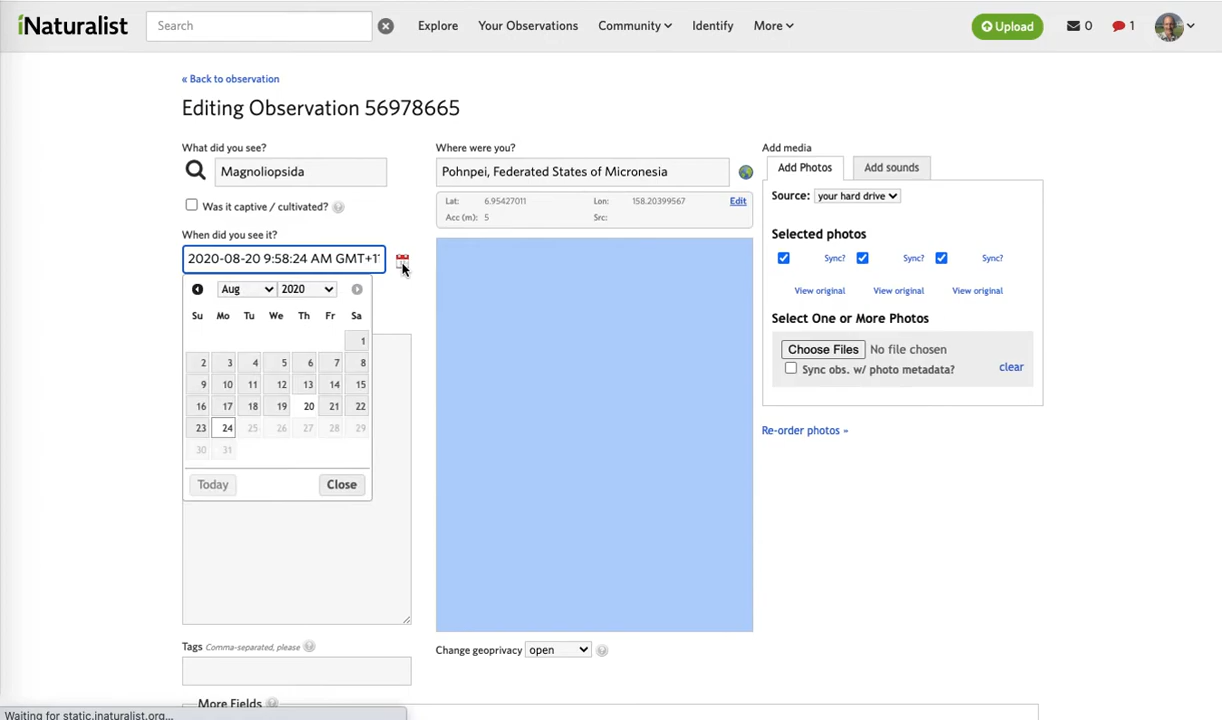 iNaturalist Search Explore Your Observations Community Identify More Upload 0 1
« Back to observation
Editing Observation 56978665
What did you see?
Magnoliopsida
Was it captive / cultivated? ?
When did you see it?
2020-08-20 9:58:24 AM GMT+1
Aug 2020
Su Mo Tu We Th Fr Sa
1
2 3 4 5 6 7 8
9 10 11 12 13 14 15
16 17 18 19 20 21 22
23 24 25 26 27 28 29
30 31
Today Close
Tags Comma-separated, please ?
More Fields ?
Where were you?
Pohnpei, Federated States of Micronesia
Lat: 6.95427011 Lon: 158.20399567 Edit
Acc (m): 5 Src:
Change geoprivacy open ?
Add media
Add Photos Add sounds
Source: your hard drive
Selected photos
Sync? Sync? Sync?
View original View original View original
Select One or More Photos
Choose Files No file chosen
Sync obs. w/ photo metadata? clear
Re-order photos »
Waiting for static.inaturalist.org...